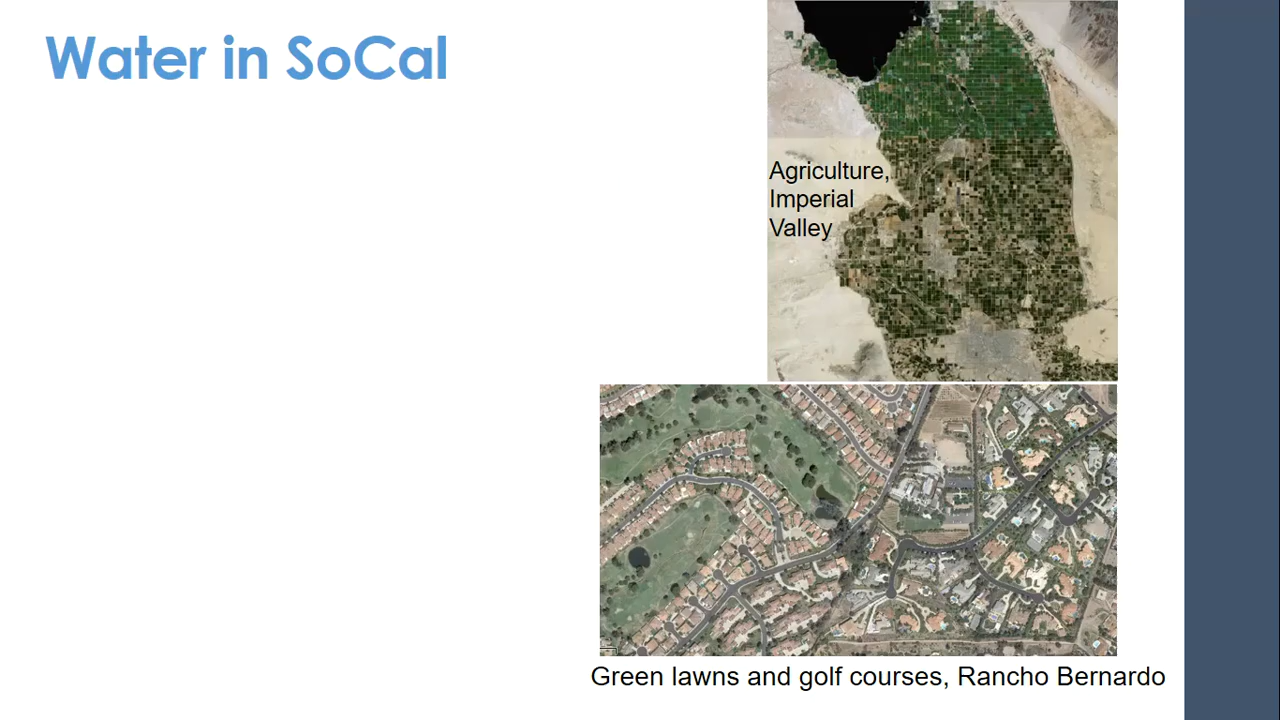 Water in SoCal
Agriculture,
Imperial
Valley
Green lawns and golf courses, Rancho Bernardo